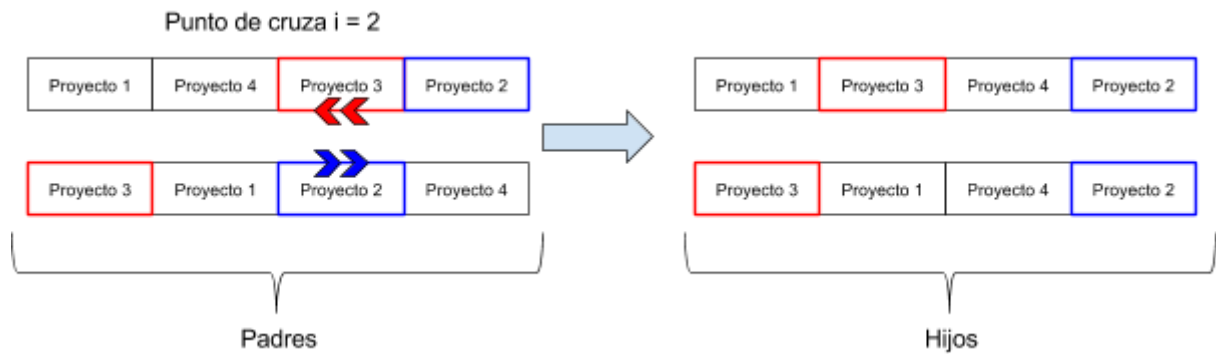 Punto de cruza i = 2
Proyecto 1 Proyecto 4 Proyecto 3 Proyecto 2
Proyecto 3 Proyecto 1 Proyecto 2 Proyecto 4
Padres
Proyecto 1 Proyecto 3 Proyecto 4 Proyecto 2
Proyecto 3 Proyecto 1 Proyecto 4 Proyecto 2
Hijos